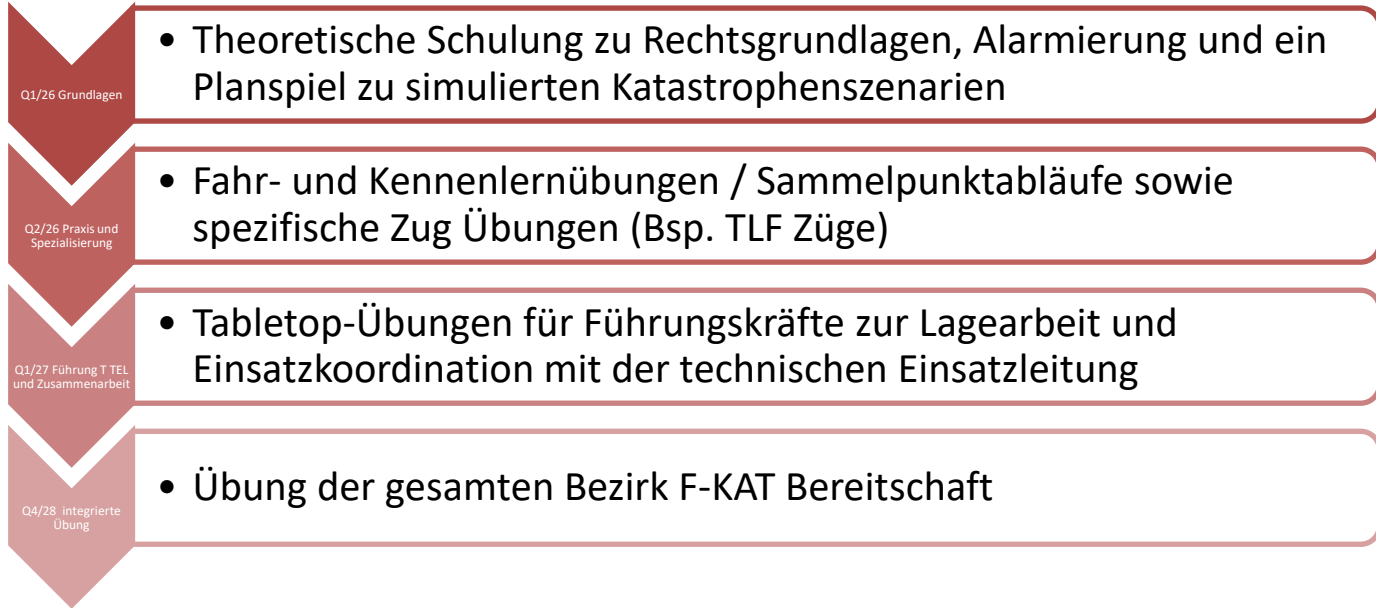 Q1/26 Grundlagen
• Theoretische Schulung zu Rechtsgrundlagen, Alarmierung und ein
Planspiel zu simulierten Katastrophenszenarien
Q2/26 Praxis und
Spezialisierung
• Fahr- und Kennenlernübungen / Sammelpunktabläufe sowie
spezifische Zug Übungen (Bsp. TLF Züge)
Q1/27 Führung T TEL
und Zusammenarbeit
• Tabletop-Übungen für Führungskräfte zur Lagearbeit und
Einsatzkoordination mit der technischen Einsatzleitung
Q4/28 integrierte
Übung
• Übung der gesamten Bezirk F-KAT Bereitschaft